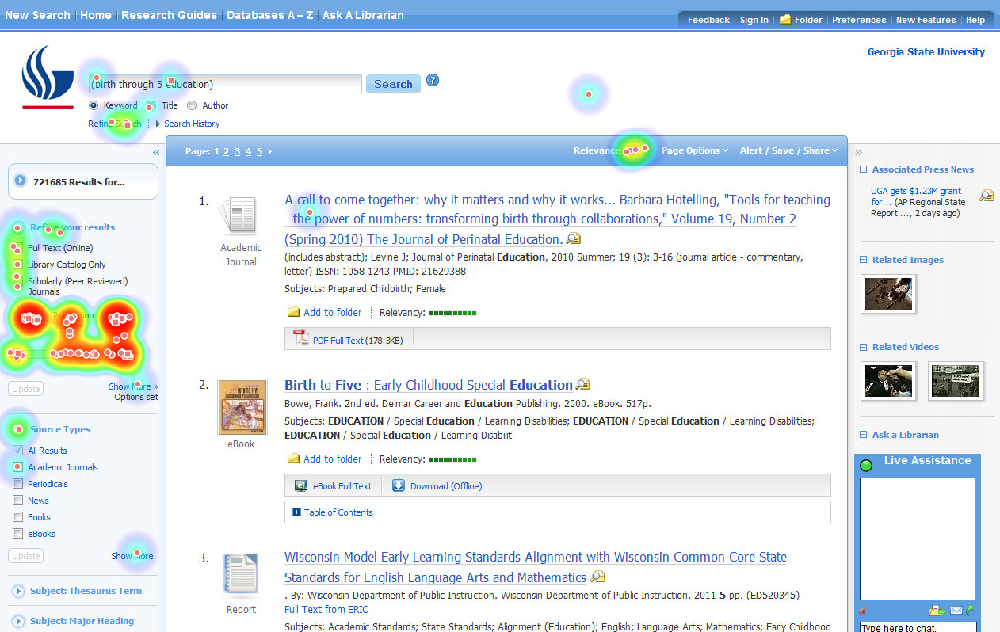 New Search | Home | Research Guides | Databases A – Z | Ask A Librarian
Feedback | Sign In | Folder | Preferences | New Features | Help
Georgia State University
(birth through 5 education)
Search
?
Keyword Title Author
Refine Search | Search History
« Page: 1 2 3 4 5 Relevance Page Options Alert / Save / Share »
721685 Results for...
Refine your results
Full Text (Online)
Library Catalog Only
Scholarly (Peer Reviewed)
Journals
Update
Show More »
Options set
Source Types
All Results
Academic Journals
Periodicals
News
Books
eBooks
Update
Show More
Subject: Thesaurus Term
Subject: Major Heading
1.
Academic
Journal
A call to come together: why it matters and why it works... Barbara Hotelling, "Tools for teaching
- the power of numbers: transforming birth through collaborations," Volume 19, Number 2
(Spring 2010) The Journal of Perinatal Education.
(includes abstract); Levine J; Journal of Perinatal Education, 2010 Summer; 19 (3): 3-16 (journal article - commentary,
letter) ISSN: 1058-1243 PMID: 21629388
Subjects: Prepared Childbirth; Female
Add to folder | Relevancy:
PDF Full Text (178.3KB)
2.
BIRTH TO FIVE
eBook
Birth to Five : Early Childhood Special Education
Bowe, Frank. 2nd ed. Delmar Career and Education Publishing. 2000. eBook. 517p.
Subjects: EDUCATION / Special Education / Learning Disabilities; EDUCATION / Special Education / Learning Disabilities;
EDUCATION / Special Education / Learning Disabilit
Add to folder | Relevancy:
eBook Full Text | Download (Offline)
Table of Contents
3.
Report
Wisconsin Model Early Learning Standards Alignment with Wisconsin Common Core State
Standards for English Language Arts and Mathematics
. By: Wisconsin Department of Public Instruction. Wisconsin Department of Public Instruction. 2011 5 pp. (ED520345)
Full Text from ERIC
Subjects: Academic Standards; State Standards; Alignment (Education); English; Language Arts; Mathematics; Early Childhood
Associated Press News
UGA gets $1.23M grant
for... (AP Regional State
Report ..., 2 days ago)
Related Images
Related Videos
Ask a Librarian
Live Assistance
Type here to chat.